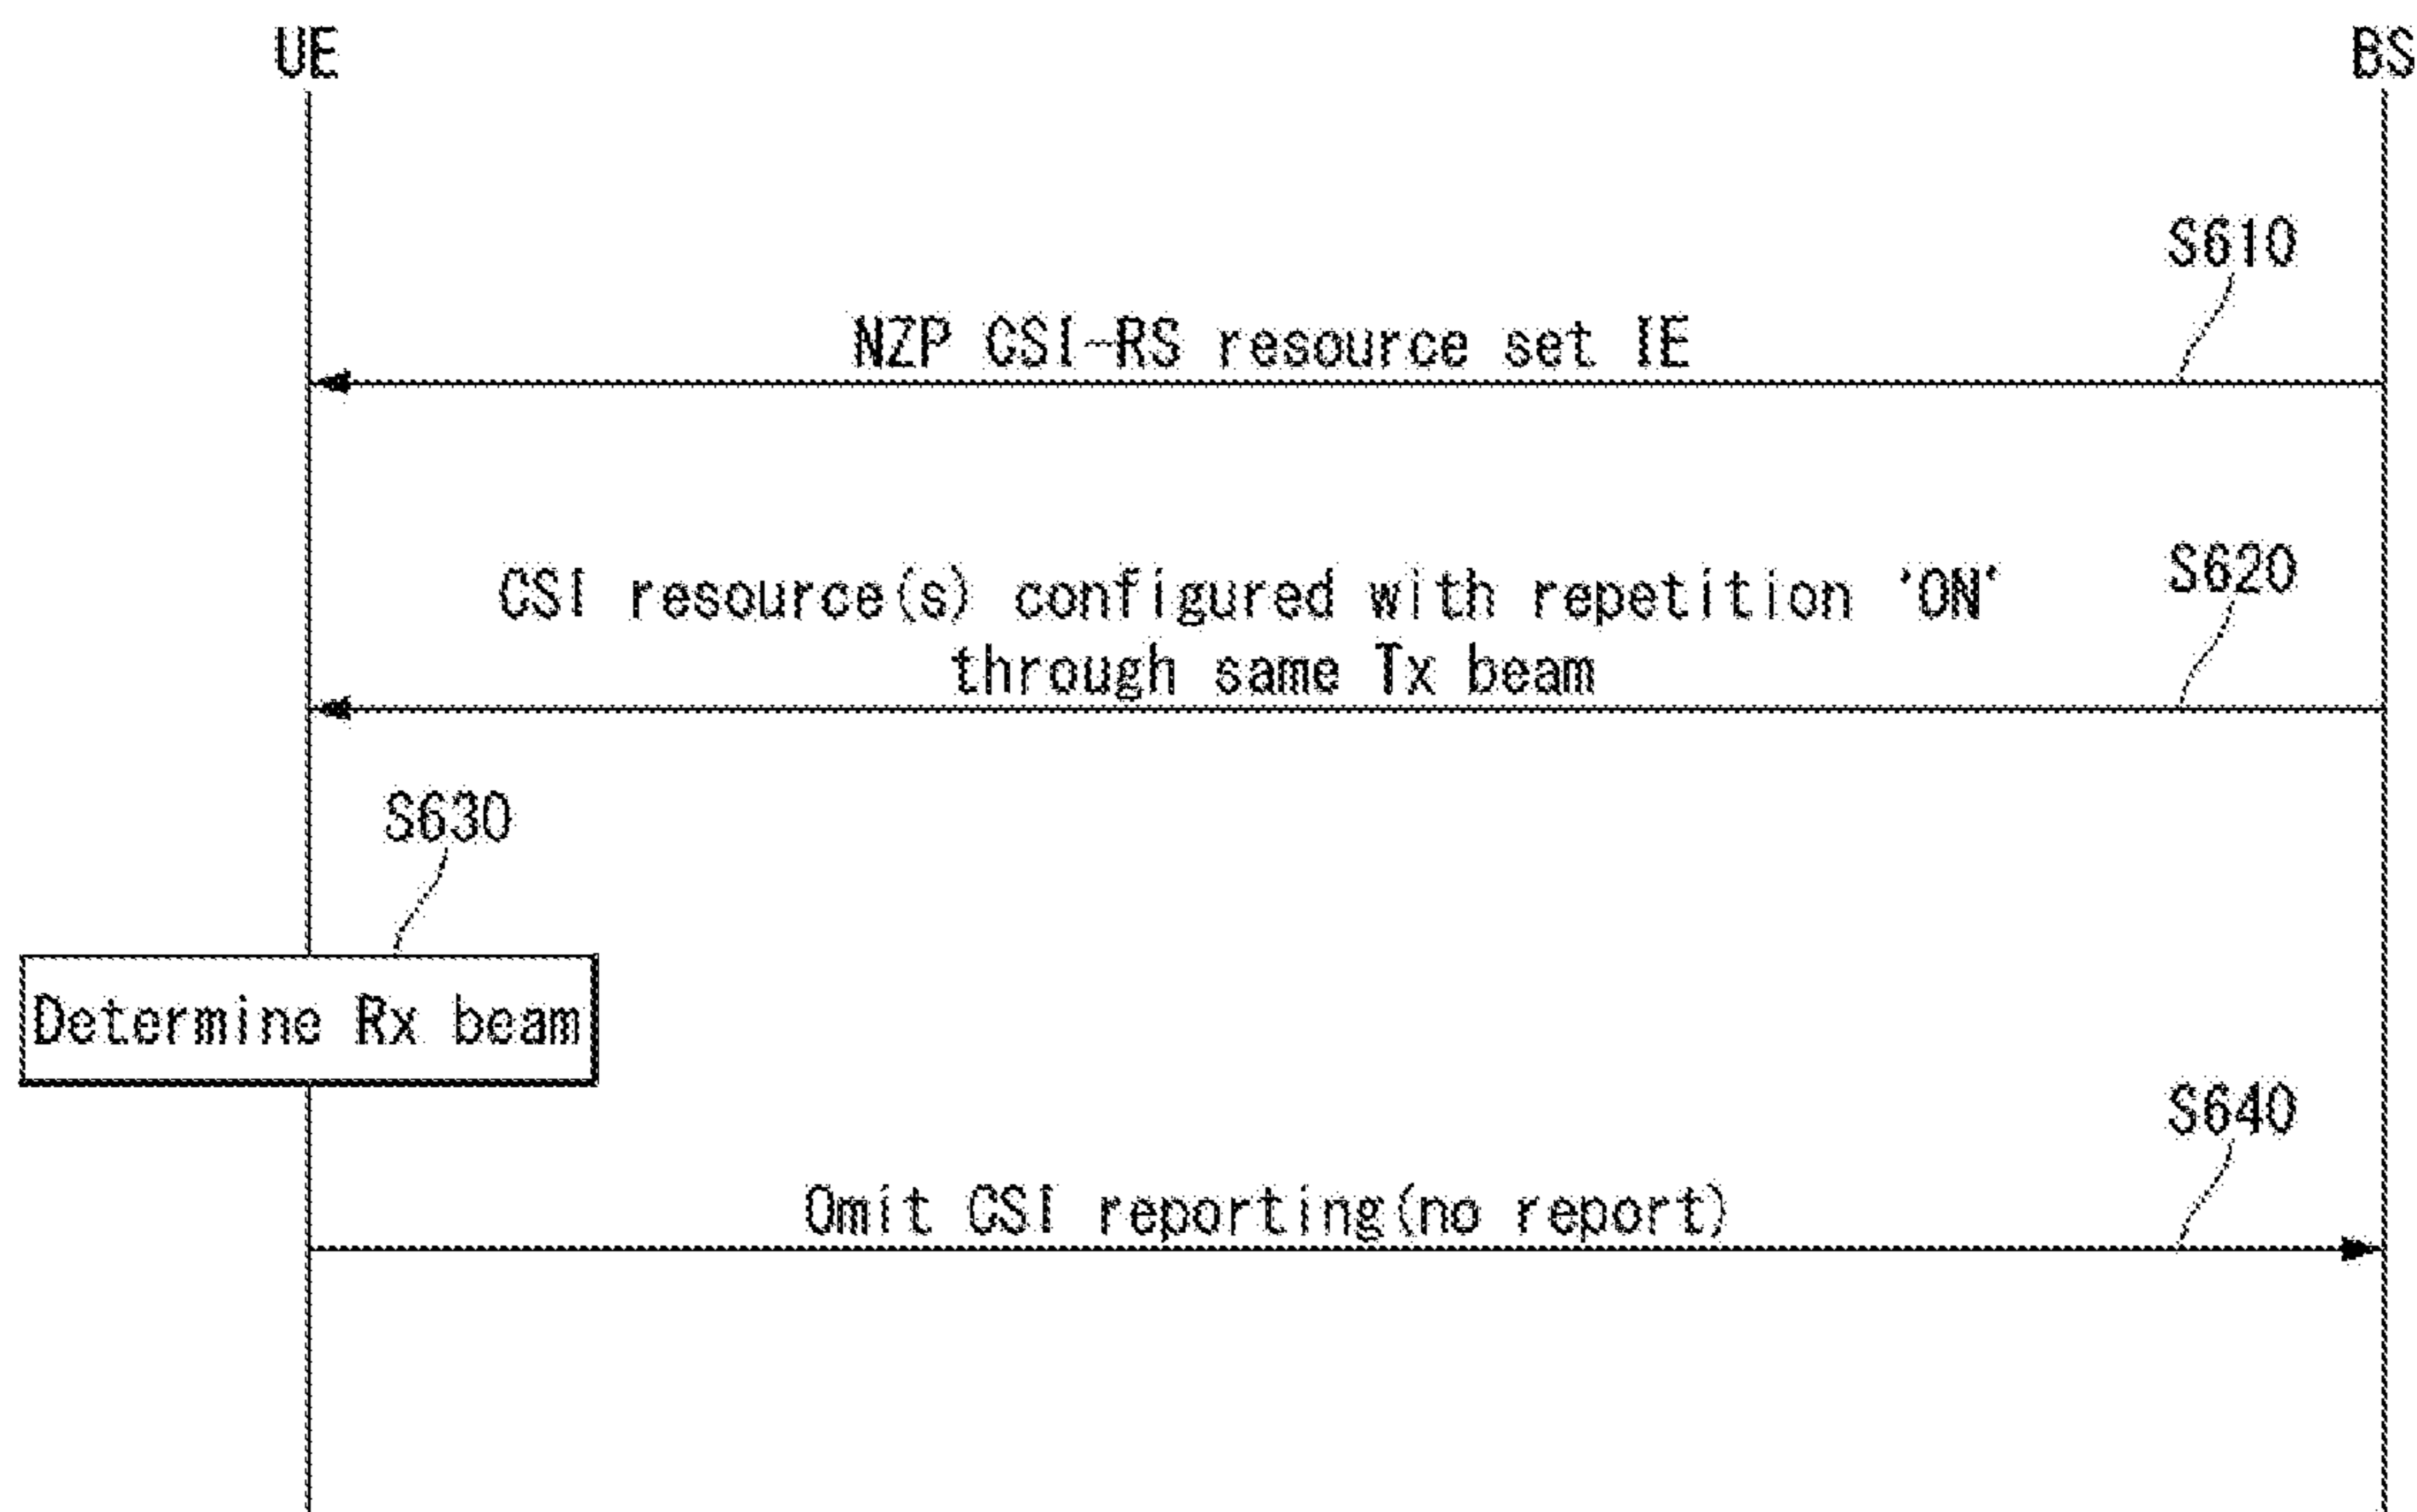 UE
BS
S610
NZP CSI-RS resource set IE
S620
CSI resource(s) configured with repetition 'ON'
through same Tx beam
S630
Determine Rx beam
S640
Omit CSI reporting(no report)